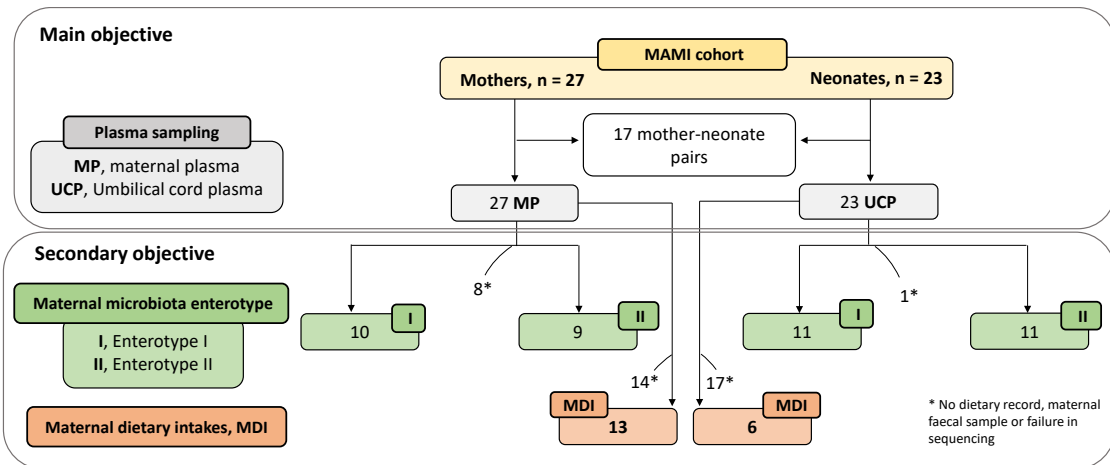 Main objective
MAMI cohort
Mothers, n = 27
Neonates, n = 23
17 mother-neonate
pairs
Plasma sampling
MP, maternal plasma
UCP, Umbilical cord plasma
27 MP
23 UCP
Secondary objective
Maternal microbiota enterotype
I, Enterotype I
II, Enterotype II
8*
1*
I
10
II
9
I
11
II
11
14*
17*
Maternal dietary intakes, MDI
MDI
13
MDI
6
* No dietary record, maternal
faecal sample or failure in
sequencing